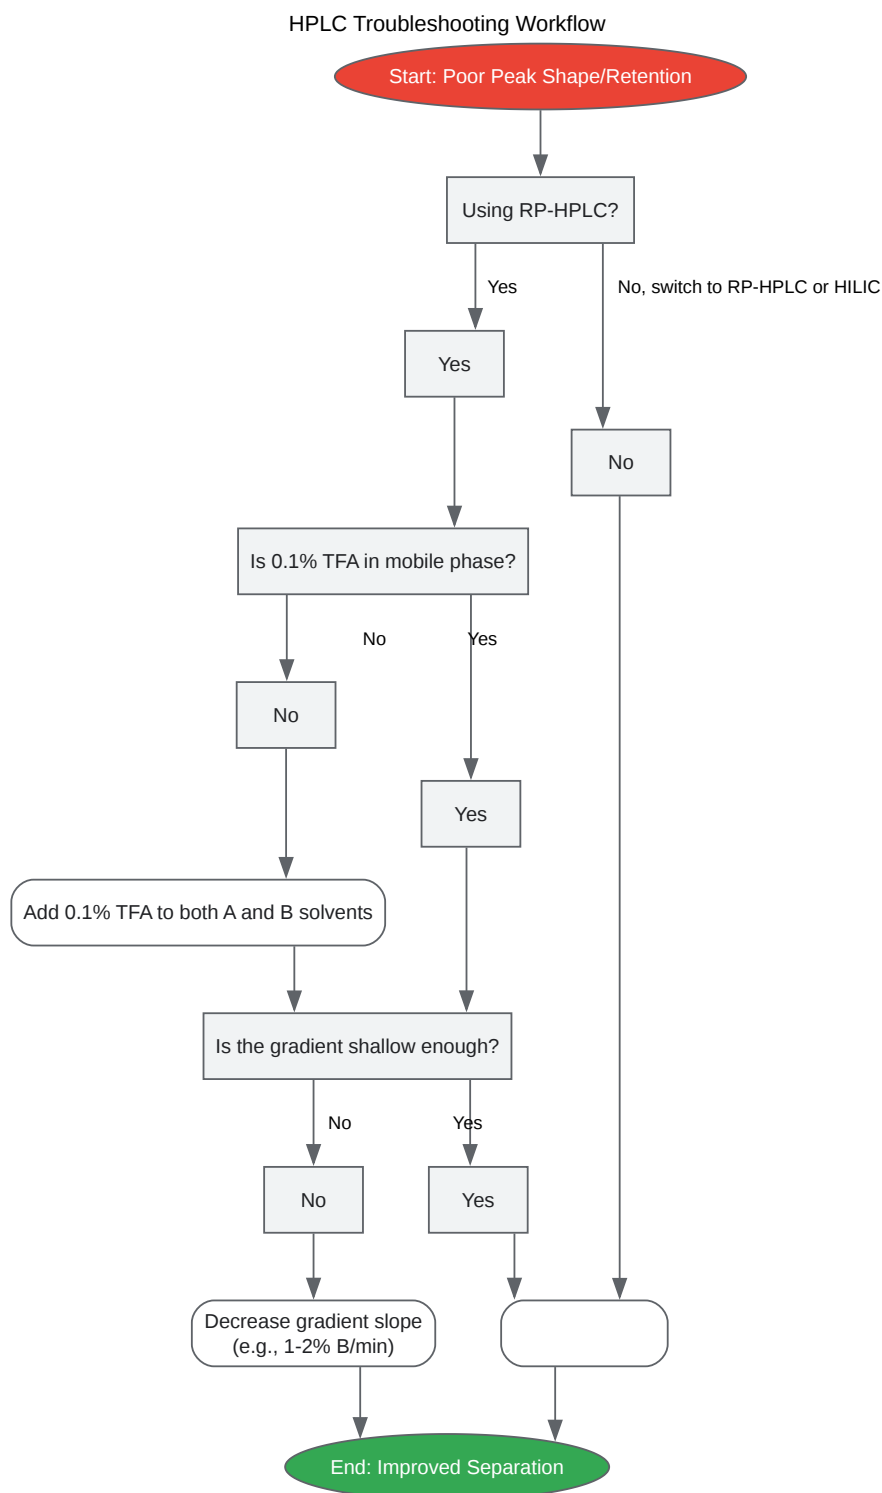 HPLC Troubleshooting Workflow
Start: Poor Peak Shape/Retention
Using RP-HPLC?
Yes
No, switch to RP-HPLC or HILIC
Yes
No
Is 0.1% TFA in mobile phase?
No
Yes
No
Yes
Add 0.1% TFA to both A and B solvents
Is the gradient shallow enough?
No
Yes
No
Yes
Decrease gradient slope
(e.g., 1-2% B/min)
End: Improved Separation